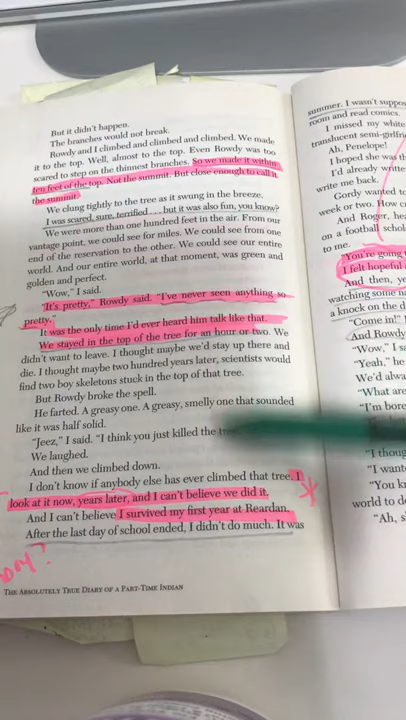 But it didn't happen.
The branches would not break.
Rowdy and I climbed and climbed and climbed. We made
it to the top. Well, almost to the top. Even Rowdy was too
scared to step on the thinnest branches. So we made it within
ten feet of the top. Not the summit. But close enough to call it
the summit.
We clung tightly to the tree as it swung in the breeze.
I was scared, sure, terrified . . . but it was also fun, you know?
We were more than one hundred feet in the air. From our
vantage point, we could see for miles. We could see from one
end of the reservation to the other. We could see our entire
world. And our entire world, at that moment, was green and
golden and perfect.
"Wow," I said.
"It's pretty," Rowdy said. "I've never seen anything so
pretty."
It was the only time I'd ever heard him talk like that.
We stayed in the top of the tree for an hour or two. We
didn't want to leave. I thought maybe we'd stay up there and
die. I thought maybe two hundred years later, scientists would
find two boy skeletons stuck in the top of that tree.
But Rowdy broke the spell.
He farted. A greasy one. A greasy, smelly one that sounded
like it was half solid.
"Jeez," I said. "I think you just killed the
We laughed.
And then we climbed down.
I don't know if anybody else has ever climbed that tree. I
look at it now, years later, and I can't believe we did it.
And I can't believe I survived my first year at Reardan.
After the last day of school ended, I didn't do much. It was
THE ABSOLUTELY TRUE DIARY OF A PART-TIME INDIAN
summer. I wasn't
room and read comics.
I missed my white
translucent
Ah, Penelope!
I hoped she was
I'd already
write me back.
Gordy wanted
week or two. How
And Roger,
on a football
to me.
"You're going
I felt hopeful
And then,
watching some
a knock on the
"Come in!"
And Rowdy
"Wow," I
"Yeah," he
We'd
"What are
"I'm
"I
"I
"You
world to
"Ah,